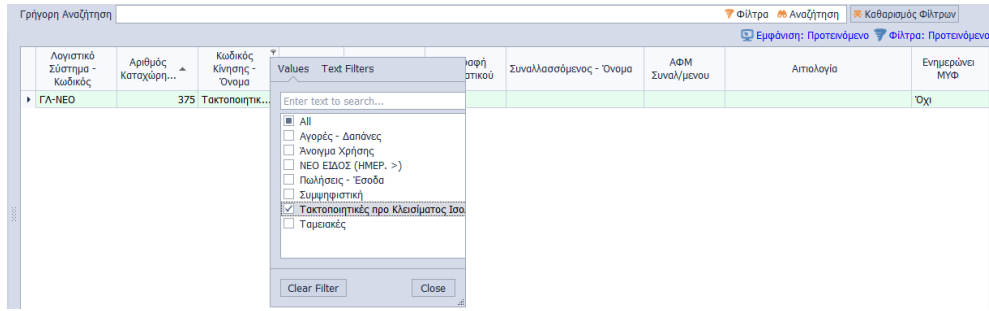 Γρήγορη Αναζήτηση Φίλτρα Αναζήτηση Καθαρισμός Φίλτρων
Εμφάνιση: Προτεινόμενο Φίλτρα: Προτεινόμενο
Λογιστικό Σύστημα - Κωδικός
Αριθμός Καταχώρη...
Κωδικός Κίνησης - Όνομα
Συναλλασσόμενος - Όνομα
ΑΦΜ Συναλ/μενου
Αιτιολογία
Ενημερώνει ΜΥΦ
ΓΛ-ΝΕΟ 375 Τακτοποιητικ... Όχι
Values Text Filters
Enter text to search...
All
Αγορές - Δαπάνες
Άνοιγμα Χρήσης
ΝΕΟ ΕΙΔΟΣ (ΗΜΕΡ. >)
Πωλήσεις - Έσοδα
Συμψηφιστική
Τακτοποιητικές προ Κλεισίματος Ισο
Ταμειακές
Clear Filter Close